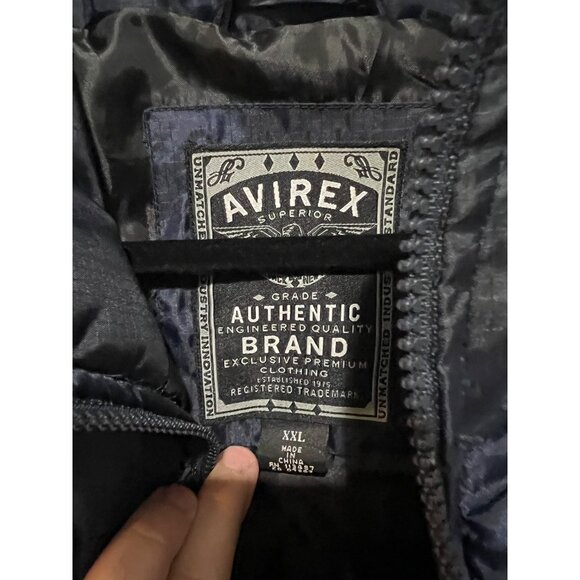 AVIREX
SUPERIOR
GRADE
AUTHENTIC
ENGINEERED QUALITY
BRAND
EXCLUSIVE PREMIUM
CLOTHING
ESTABLISHED 1975
REGISTERED TRADEMARK
UNMATCHED INDUSTRY INNOVATION
UNMATCHED INDUSTRY STANDARD
XXL
MADE
IN
CHINA